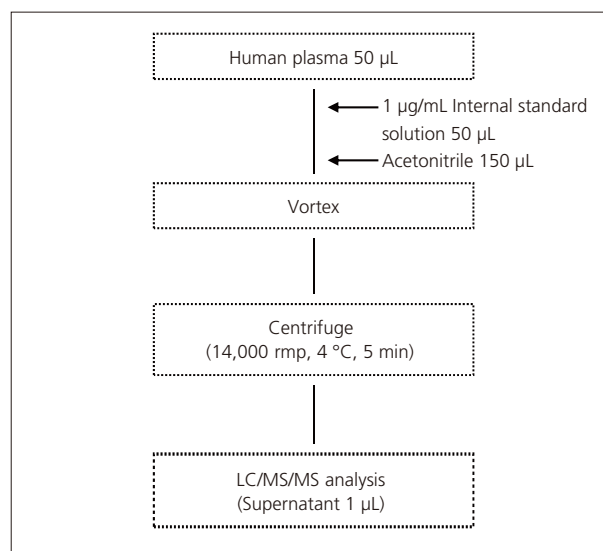 Human plasma 50 µL
1 µg/mL Internal standard
solution 50 µL
Acetonitrile 150 µL
Vortex
Centrifuge
(14,000 rmp, 4 °C, 5 min)
LC/MS/MS analysis
(Supernatant 1 µL)